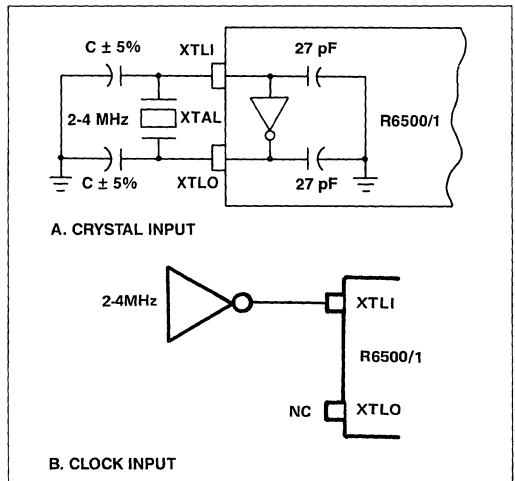 C ± 5%
XTLI
27 pF
2-4 MHz
XTAL
R6500/1
C ± 5%
XTLO
27 pF
A. CRYSTAL INPUT
2-4MHz
XTLI
R6500/1
NC
XTLO
B. CLOCK INPUT